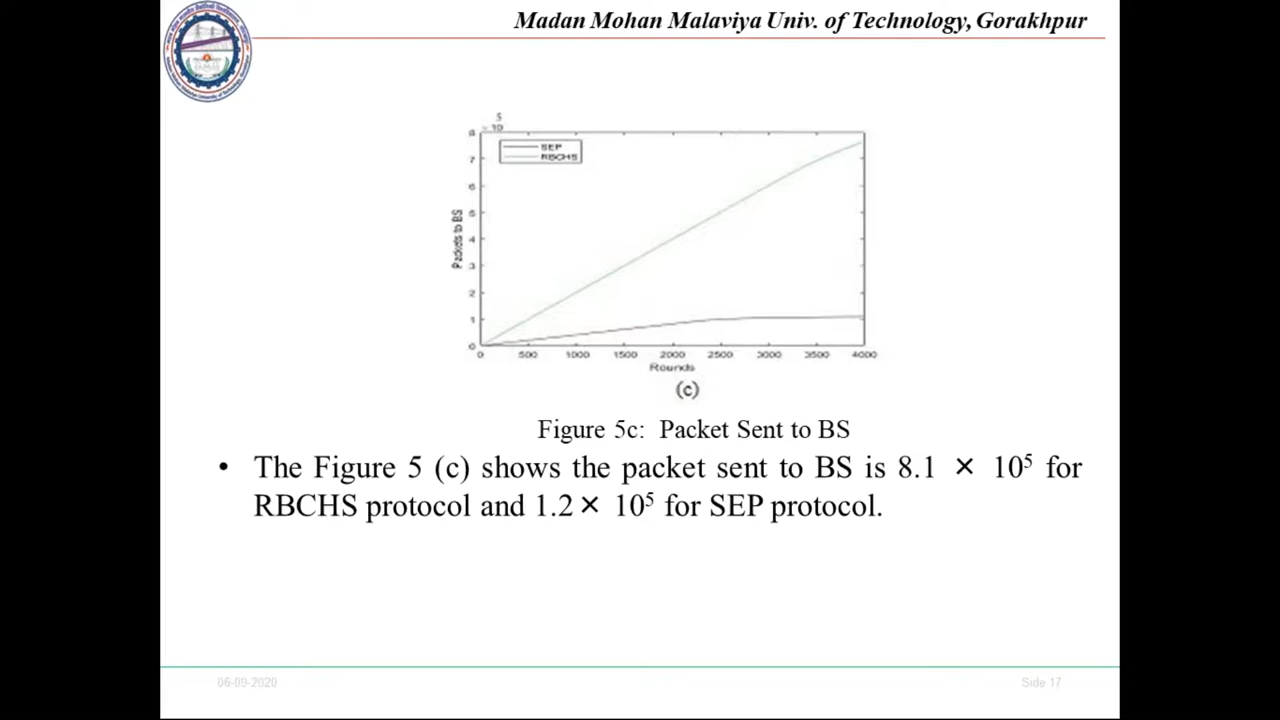 Madan Mohan Malaviya Univ. of Technology, Gorakhpur
× 10 5
8
7
6
5
4
3
2
1
0
SEP
RBCHS
Packets to BS
0 500 1000 1500 2000 2500 3000 3500 4000
Rounds
(c)
Figure 5c: Packet Sent to BS
• The Figure 5 (c) shows the packet sent to BS is 8.1 × 10⁵ for
RBCHS protocol and 1.2 × 10⁵ for SEP protocol.
06-09-2020 Side 17